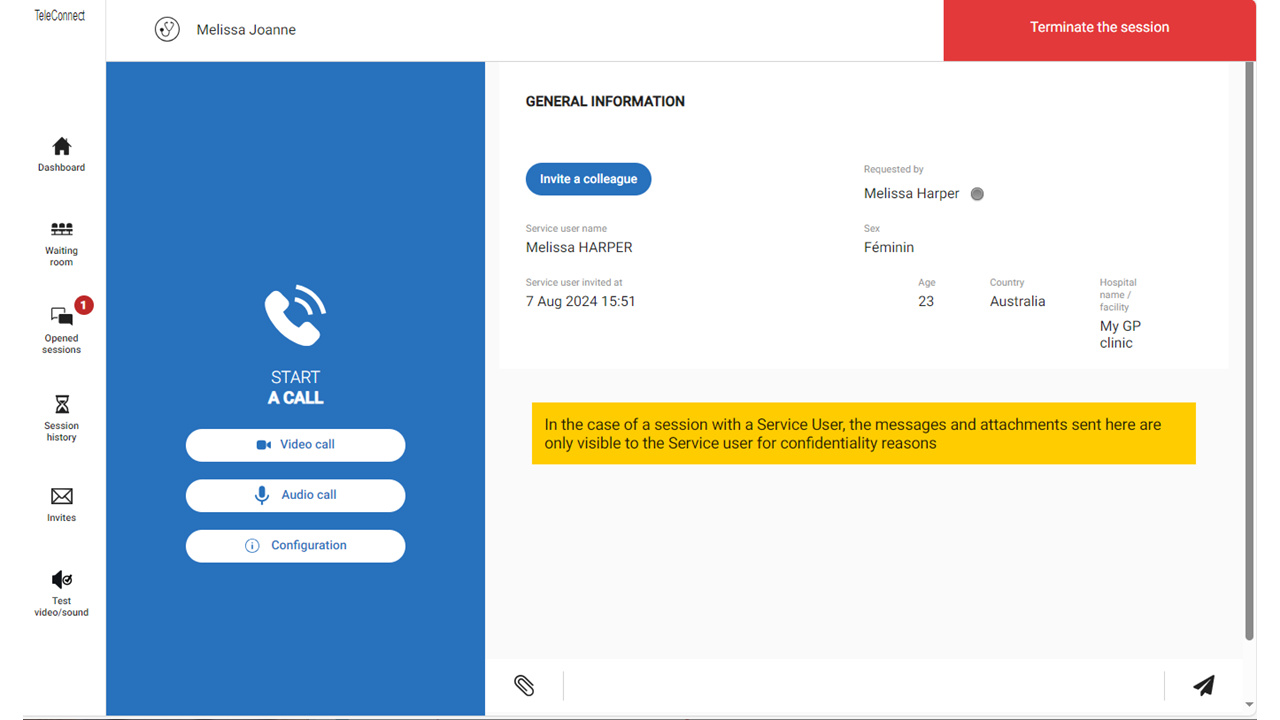 TeleConnect
Melissa Joanne
Terminate the session
Dashboard
Waiting
room
1
Opened
sessions
Session
history
Invites
Test
video/sound
START
A CALL
Video call
Audio call
Configuration
GENERAL INFORMATION
Invite a colleague
Requested by
Melissa Harper
Service user name
Melissa HARPER
Sex
Féminin
Service user invited at
7 Aug 2024 15:51
Age
23
Country
Australia
Hospital
name /
facility
My GP
clinic
In the case of a session with a Service User, the messages and attachments sent here are
only visible to the Service user for confidentiality reasons